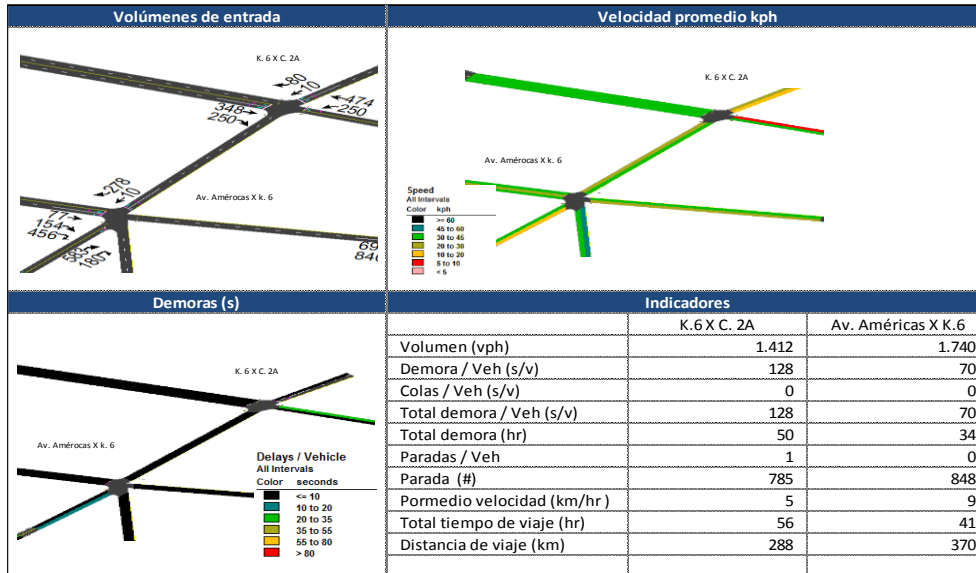 Volúmenes de entrada
Velocidad promedio kph
K. 6 X C. 2A
80
10
474
250
348
250
278
10
Av. Amérocas X k. 6
77
154
456
583
180
K. 6 X C. 2A
Av. Amérocas X k. 6
Speed
All Intervals
Color kph
>= 60
45 to 60
30 to 45
20 to 30
10 to 20
5 to 10
< 5
Demoras (s)
Indicadores
K. 6 X C. 2A
Av. Amérocas X k. 6
Delays / Vehicle
All Intervals
Color seconds
<= 10
10 to 20
20 to 35
35 to 55
55 to 80
> 80
K.6 X C. 2A Av. Américas X K.6
Volumen (vph) 1.412 1.740
Demora / Veh (s/v) 128 70
Colas / Veh (s/v) 0 0
Total demora / Veh (s/v) 128 70
Total demora (hr) 50 34
Paradas / Veh 1 0
Parada (#) 785 848
Pormedio velocidad (km/hr) 5 9
Total tiempo de viaje (hr) 56 41
Distancia de viaje (km) 288 370